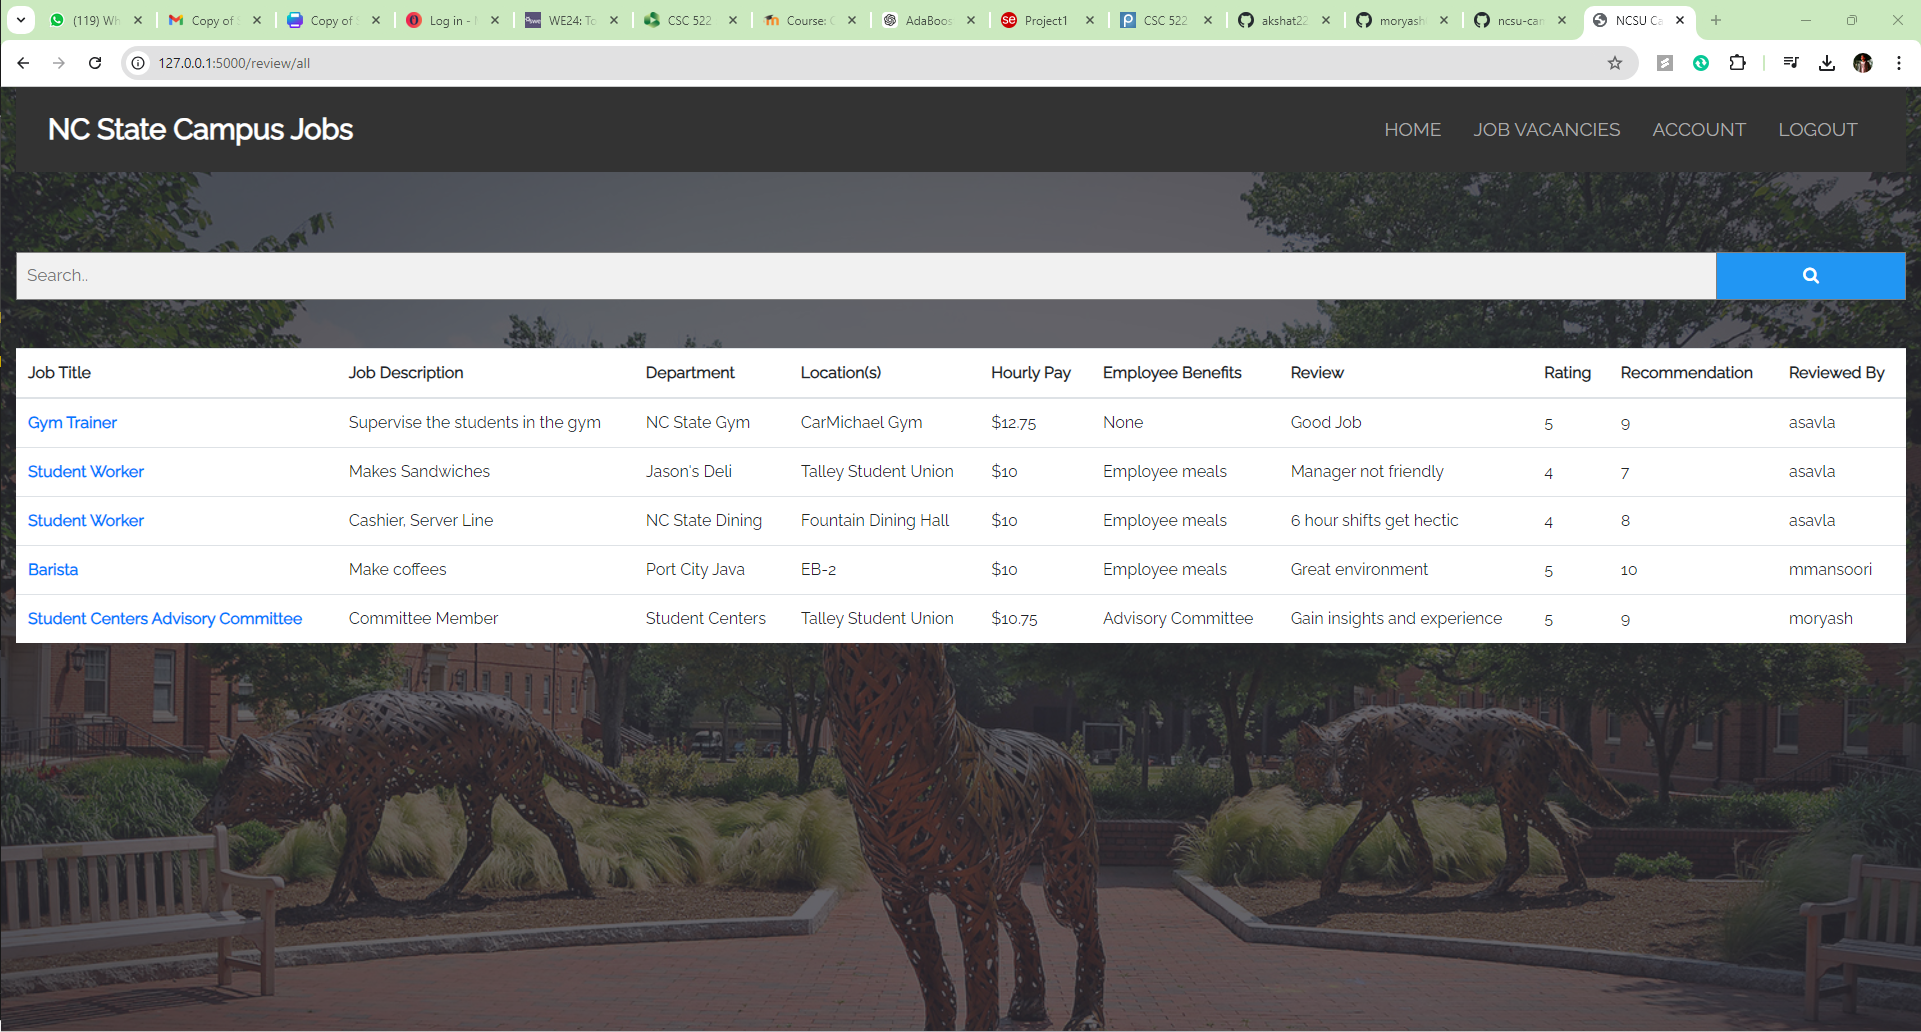 (119) Wh
Copy of S
Copy of S
Log in -
WE24: To
CSC 522
Course: C
AdaBoos
Project1
CSC 522
akshat22
moryash
ncsu-can
NCSU Ca
127.0.0.1:5000/review/all
NC State Campus Jobs
HOME
JOB VACANCIES
ACCOUNT
LOGOUT
Search..
Job Title Job Description Department Location(s) Hourly Pay Employee Benefits Review Rating Recommendation Reviewed By
Gym Trainer Supervise the students in the gym NC State Gym CarMichael Gym $12.75 None Good Job 5 9 asavla
Student Worker Makes Sandwiches Jason's Deli Talley Student Union $10 Employee meals Manager not friendly 4 7 asavla
Student Worker Cashier, Server Line NC State Dining Fountain Dining Hall $10 Employee meals 6 hour shifts get hectic 4 8 asavla
Barista Make coffees Port City Java EB-2 $10 Employee meals Great environment 5 10 mmansoori
Student Centers Advisory Committee Committee Member Student Centers Talley Student Union $10.75 Advisory Committee Gain insights and experience 5 9 moryash